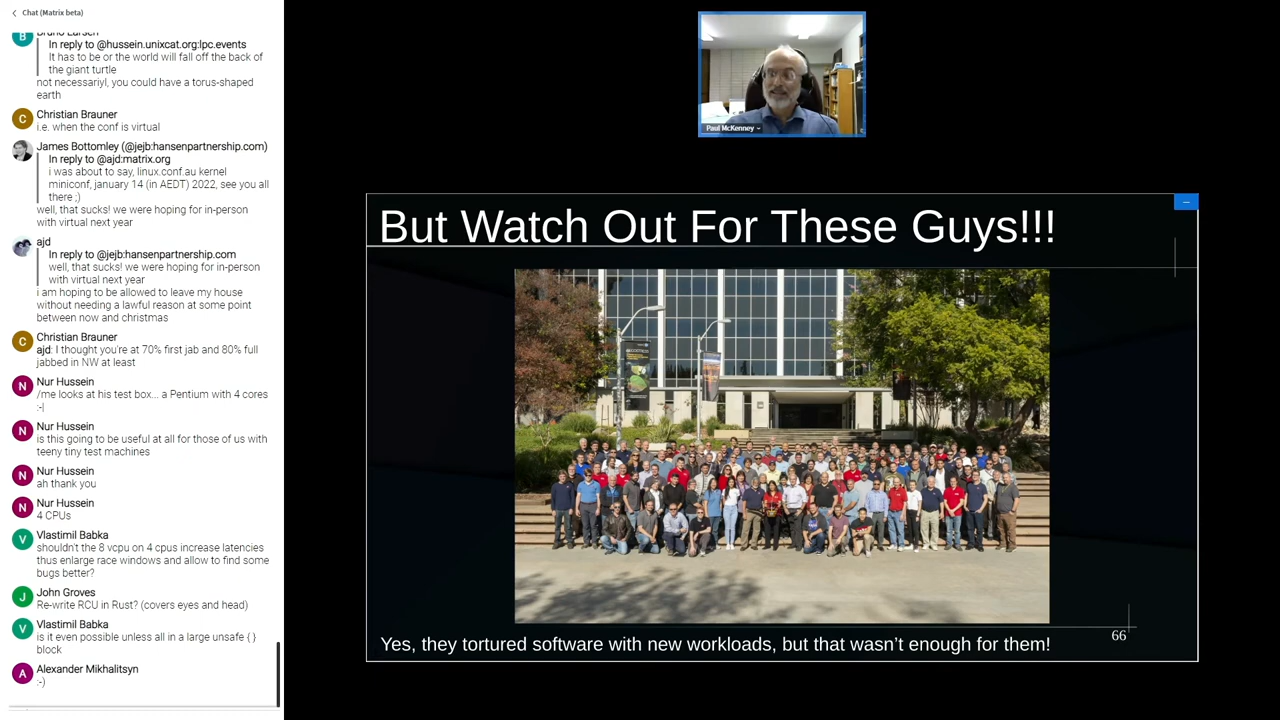 Chat (Matrix beta)
B
Bruno Larsen
In reply to @hussein.unixcat.org:lpc.events
It has to be or the world will fall off the back of
the giant turtle
not necessariyl, you could have a torus-shaped
earth
C
Christian Brauner
i.e. when the conf is virtual
James Bottomley (@jejb:hansenpartnership.com)
In reply to @ajd:matrix.org
i was about to say, linux.conf.au kernel
miniconf, january 14 (in AEDT) 2022, see you all
there ;)
well, that sucks! we were hoping for in-person
with virtual next year
ajd
In reply to @jejb:hansenpartnership.com
well, that sucks! we were hoping for in-person
with virtual next year
i am hoping to be allowed to leave my house
without needing a lawful reason at some point
between now and christmas
C
Christian Brauner
ajd: I thought you're at 70% first jab and 80% full
jabbed in NW at least
N
Nur Hussein
/me looks at his test box... a Pentium with 4 cores
:-|
N
Nur Hussein
is this going to be useful at all for those of us with
teeny tiny test machines
N
Nur Hussein
ah thank you
N
Nur Hussein
4 CPUs
V
Vlastimil Babka
shouldn't the 8 vcpu on 4 cpus increase latencies
thus enlarge race windows and allow to find some
bugs better?
J
John Groves
Re-write RCU in Rust? (covers eyes and head)
V
Vlastimil Babka
is it even possible unless all in a large unsafe { }
block
A
Alexander Mikhalitsyn
:-)
Paul McKenney
But Watch Out For These Guys!!!
Yes, they tortured software with new workloads, but that wasn't enough for them!
66